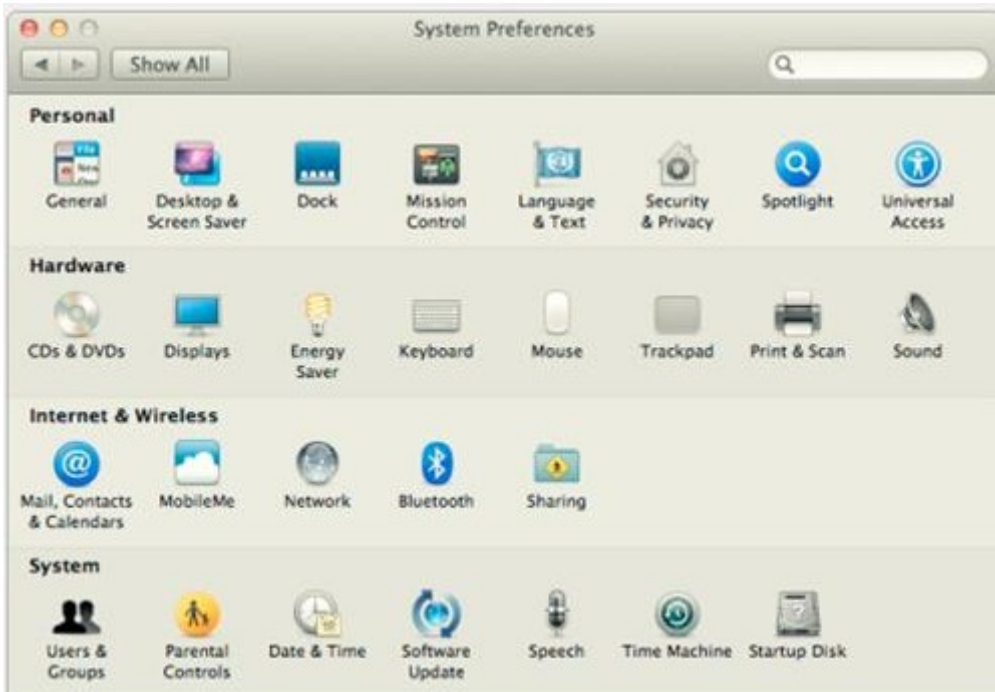 System Preferences
Show All
Personal
General
Desktop &
Screen Saver
Dock
Mission
Control
Language
& Text
Security
& Privacy
Spotlight
Universal
Access
Hardware
CDs & DVDs
Displays
Energy
Saver
Keyboard
Mouse
Trackpad
Print & Scan
Sound
Internet & Wireless
Mail, Contacts
& Calendars
MobileMe
Network
Bluetooth
Sharing
System
Users &
Groups
Parental
Controls
Date & Time
Software
Update
Speech
Time Machine
Startup Disk